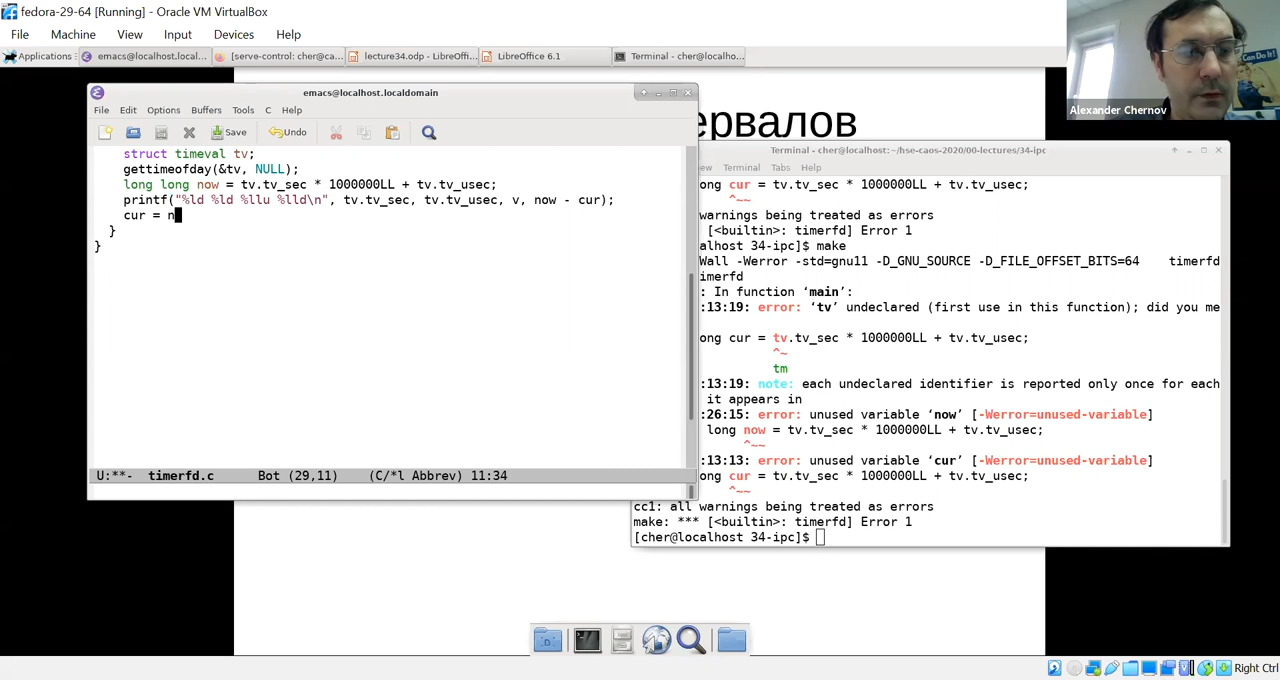 fedora-29-64 [Running] - Oracle VM VirtualBox
File Machine View Input Devices Help
Applications emacs@localhost.local... [serve-control: cher@ca... lecture34.odp - LibreOffi... LibreOffice 6.1 Terminal - cher@localho...
Can Do It!
Alexander Chernov
emacs@localhost.localdomain
File Edit Options Buffers Tools C Help
Save Undo
struct timeval tv;
gettimeofday(&tv, NULL);
long long now = tv.tv_sec * 1000000LL + tv.tv_usec;
printf("%ld %ld %llu %lld\n", tv.tv_sec, tv.tv_usec, v, now - cur);
cur = n
}
}
U:**- timerfd.c Bot (29,11) (C/*l Abbrev) 11:34
ервалов
Terminal - cher@localhost:~/hse-caos-2020/00-lectures/34-ipc
ew Terminal Tabs Help
ong cur = tv.tv_sec * 1000000LL + tv.tv_usec;
^~~
warnings being treated as errors
[<builtin>: timerfd] Error 1
alhost 34-ipc]$ make
Wall -Werror -std=gnu11 -D_GNU_SOURCE -D_FILE_OFFSET_BITS=64 timerfd
imerfd
: In function ‘main’:
:13:19: error: ‘tv’ undeclared (first use in this function); did you me
ong cur = tv.tv_sec * 1000000LL + tv.tv_usec;
^~
tm
:13:19: note: each undeclared identifier is reported only once for each
it appears in
:26:15: error: unused variable ‘now’ [-Werror=unused-variable]
long now = tv.tv_sec * 1000000LL + tv.tv_usec;
^~~
:13:13: error: unused variable ‘cur’ [-Werror=unused-variable]
ong cur = tv.tv_sec * 1000000LL + tv.tv_usec;
^~~
cc1: all warnings being treated as errors
make: *** [<builtin>: timerfd] Error 1
[cher@localhost 34-ipc]$
Right Ctrl